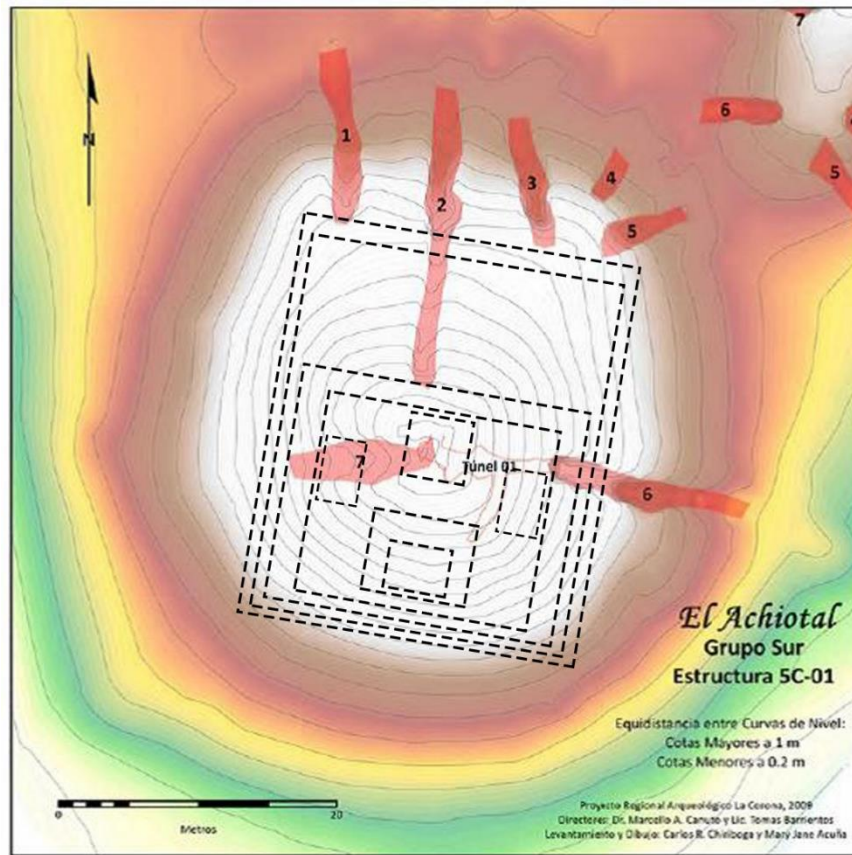 7
6
5
N
1
2
3
4
5
7
Túnel 01
6
El Achiotal
Grupo Sur
Estructura 5C-01
Equidistancia entre Curvas de Nivel:
Cotas Mayores a 1 m
Cotas Menores a 0.2 m
0 20
Metros
Proyecto Regional Arqueológico La Corona, 2009
Directores: Dr. Marcello A. Canuto y Lic. Tomas Barrientos
Levantamiento y Dibujo: Carlos R. Chiriboga y Mary Jane Acuña